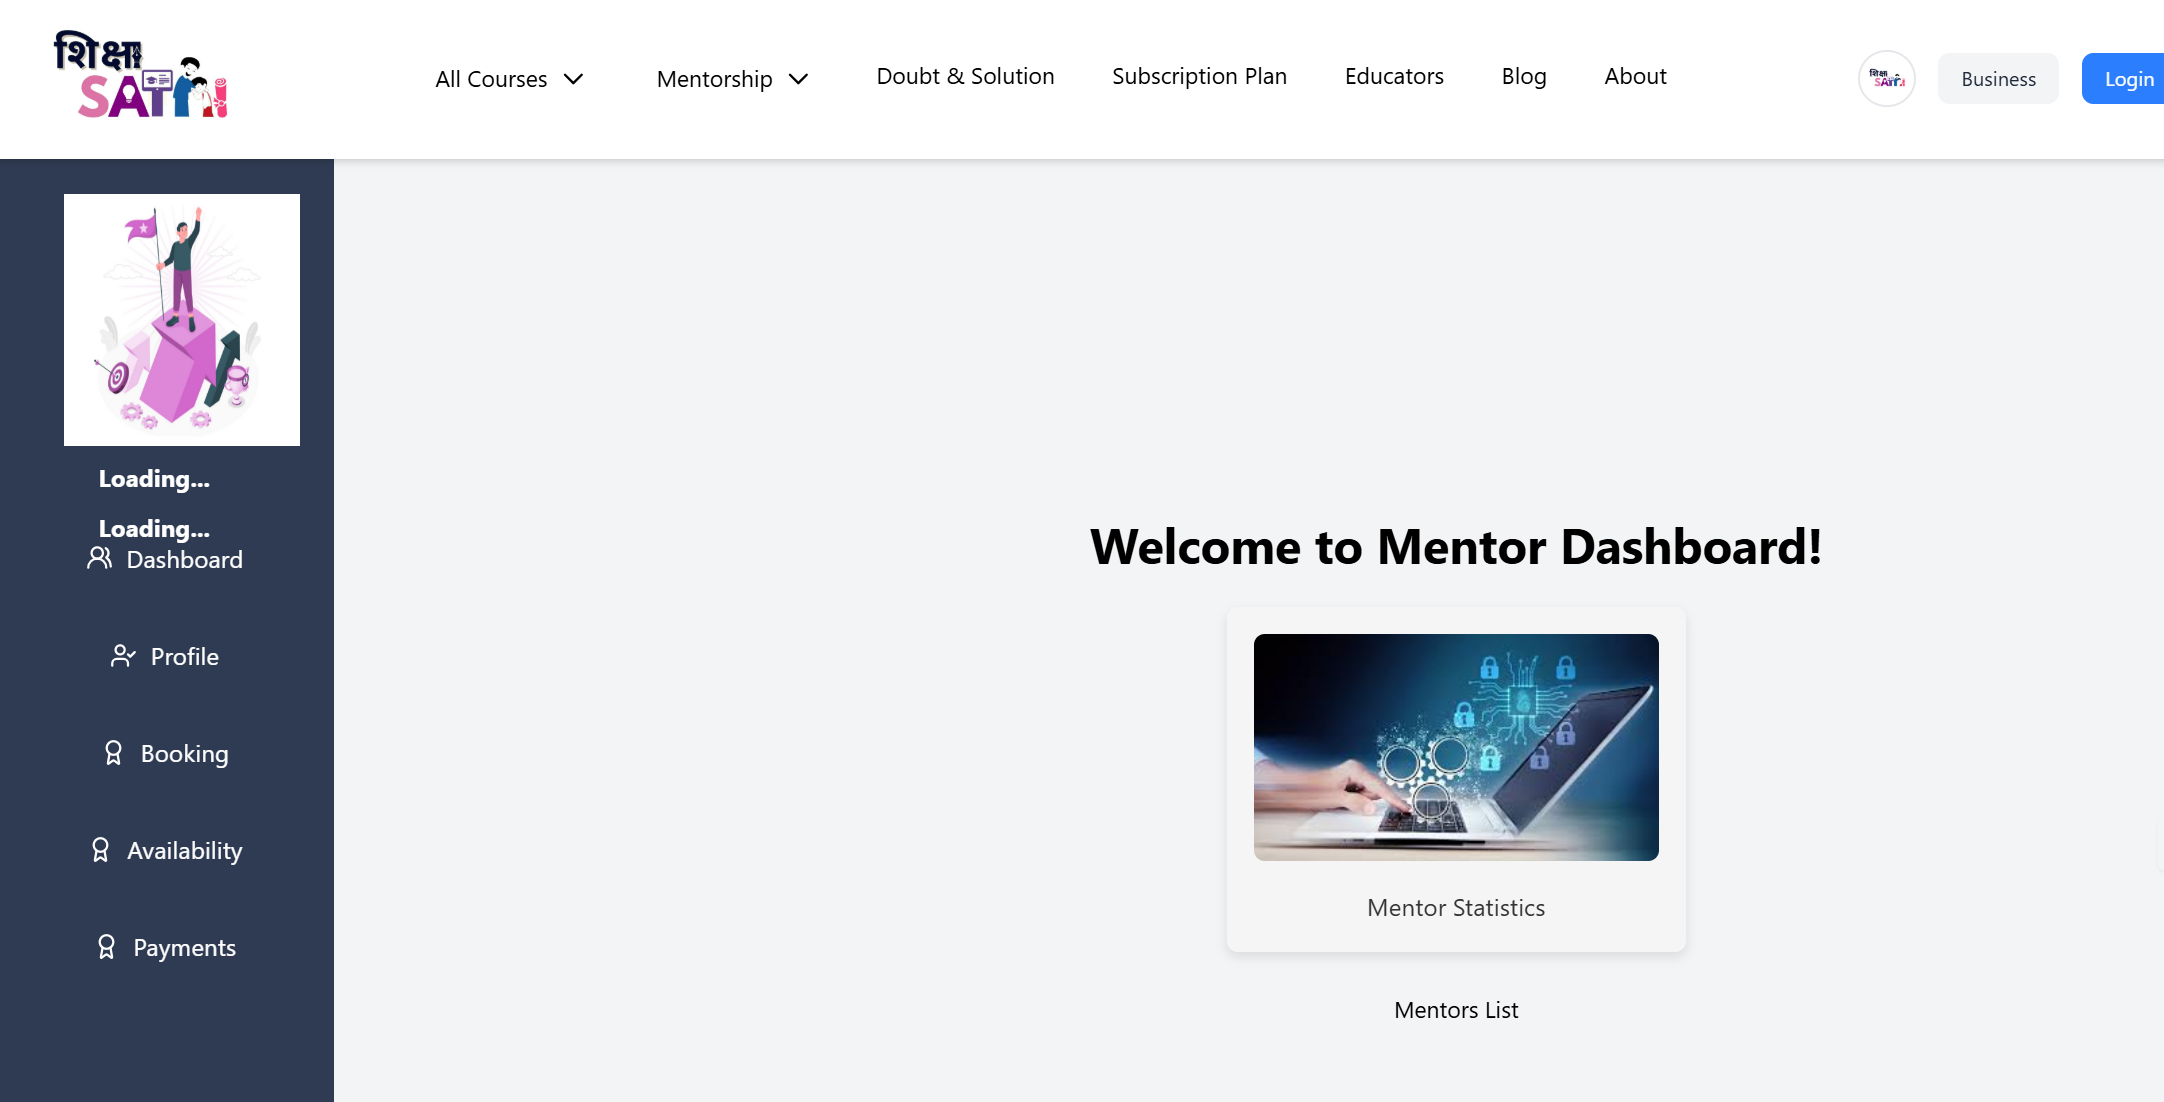 शिक्षा
SATHI
All Courses
Mentorship
Doubt & Solution
Subscription Plan
Educators
Blog
About
शिक्षा
SATHI
Business
Login
Loading...
Loading...
Dashboard
Profile
Booking
Availability
Payments
Welcome to Mentor Dashboard!
Mentor Statistics
Mentors List